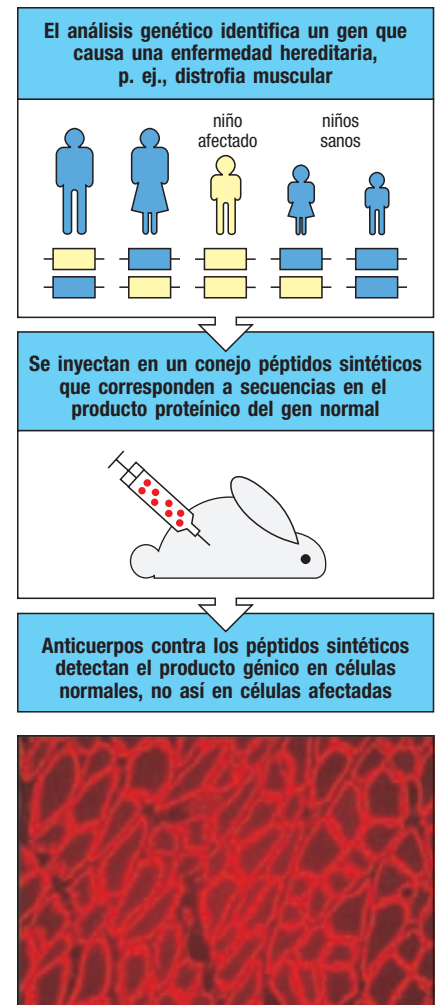 El análisis genético identifica un gen que
causa una enfermedad hereditaria,
p. ej., distrofia muscular
niño
afectado
niños
sanos
Se inyectan en un conejo péptidos sintéticos
que corresponden a secuencias en el
producto proteínico del gen normal
Anticuerpos contra los péptidos sintéticos
detectan el producto génico en células
normales, no así en células afectadas